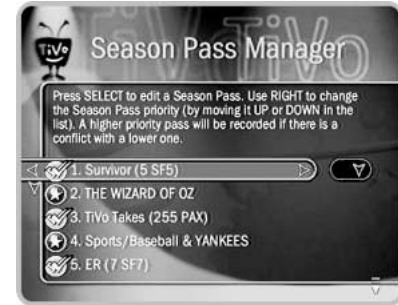 TiVo
Season Pass Manager
Press SELECT to edit a Season Pass. Use RIGHT to change
the Season Pass priority (by moving it UP or DOWN in the
list). A higher priority pass will be recorded if there is a
conflict with a lower one.
1. Survivor (5 SF5)
2. THE WIZARD OF OZ
3. TiVo Takes (255 PAX)
4. Sports/Baseball & YANKEES
5. ER (7 SF7)